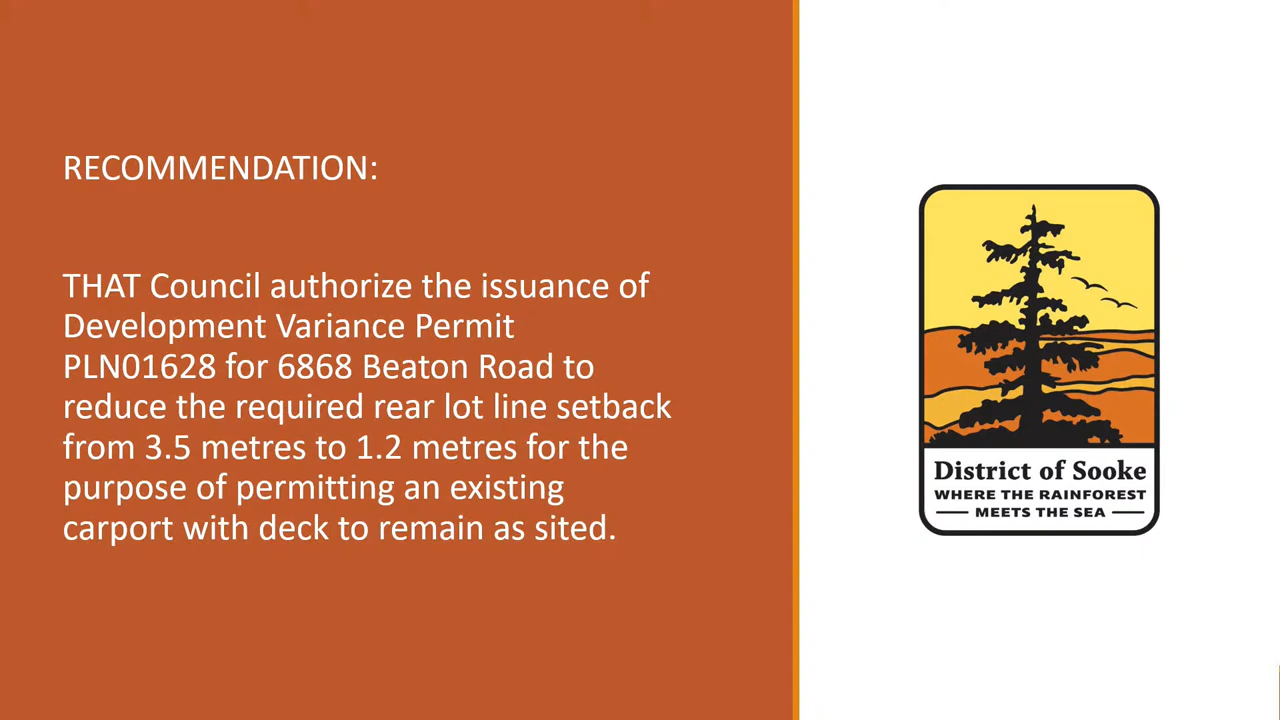 RECOMMENDATION:
THAT Council authorize the issuance of
Development Variance Permit
PLN01628 for 6868 Beaton Road to
reduce the required rear lot line setback
from 3.5 metres to 1.2 metres for the
purpose of permitting an existing
carport with deck to remain as sited.
District of Sooke
WHERE THE RAINFOREST
MEETS THE SEA